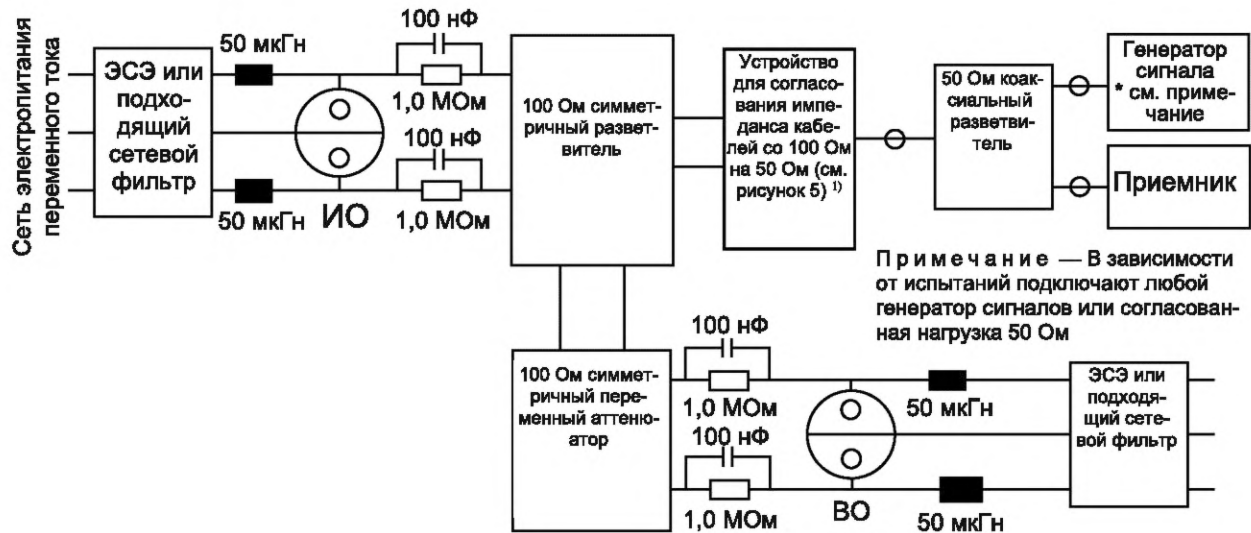 Сеть электропитания
переменного тока
ЭСЭ или
подхо-
дящий
сетевой
фильтр
50 мкГн
50 мкГн
ИО
100 нФ
1,0 МОм
100 нФ
1,0 МОм
100 Ом симмет-
ричный развет-
витель
Устройство
для согласо-
вания импе-
данса кабе-
лей со 100 Ом
на 50 Ом (см.
рисунок 5) 1)
50 Ом коак-
сиальный
разветви-
тель
Генератор
сигнала
* см. приме-
чание
Приемник
Примечание — В зависимости
от испытаний подключают любой
генератор сигналов или согласован-
ная нагрузка 50 Ом
100 Ом симмет-
ричный пере-
менный аттеню-
атор
100 нФ
1,0 МОм
100 нФ
1,0 МОм
ВО
50 мкГн
50 мкГн
ЭСЭ или
подходя-
щий сете-
вой фильтр